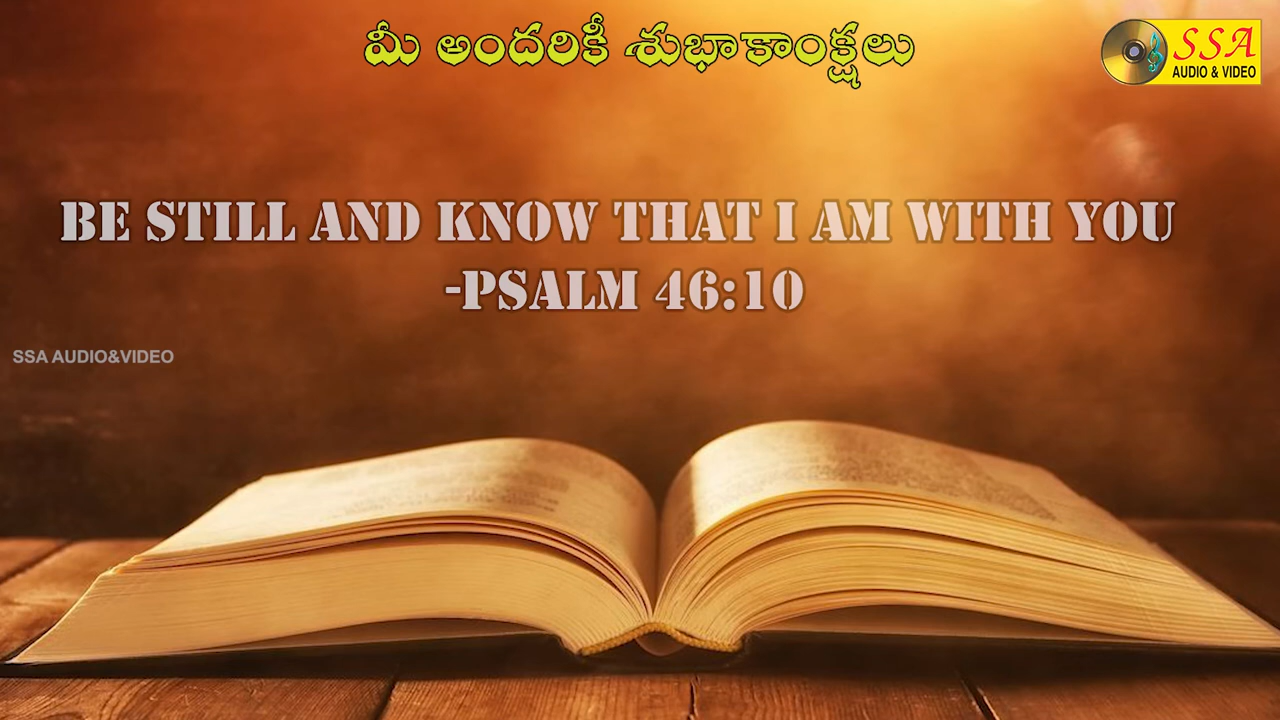 మీ అందరికీ శుభాకాంక్షలు
SSA
AUDIO & VIDEO
BE STILL AND KNOW THAT I AM WITH YOU
-PSALM 46:10
SSA AUDIO&VIDEO